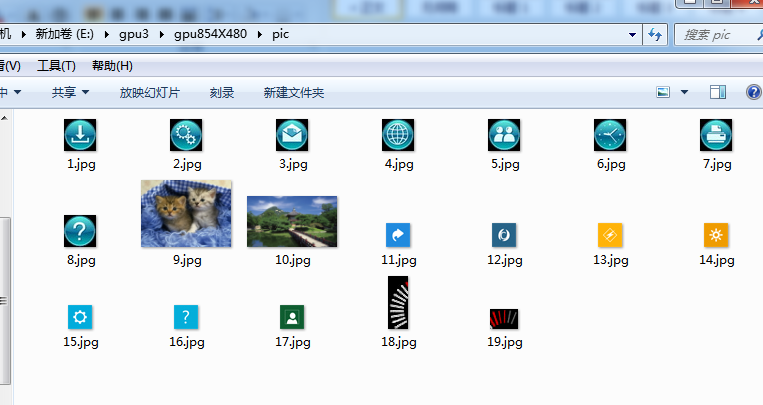 机 ▸ 新加卷 (E:) ▸ gpu3 ▸ gpu854X480 ▸ pic
搜索 pic
看(V) 工具(T) 帮助(H)
中 ▾ 共享 ▾ 放映幻灯片 刻录 新建文件夹
1.jpg 2.jpg 3.jpg 4.jpg 5.jpg 6.jpg 7.jpg
8.jpg 9.jpg 10.jpg 11.jpg 12.jpg 13.jpg 14.jpg
15.jpg 16.jpg 17.jpg 18.jpg 19.jpg